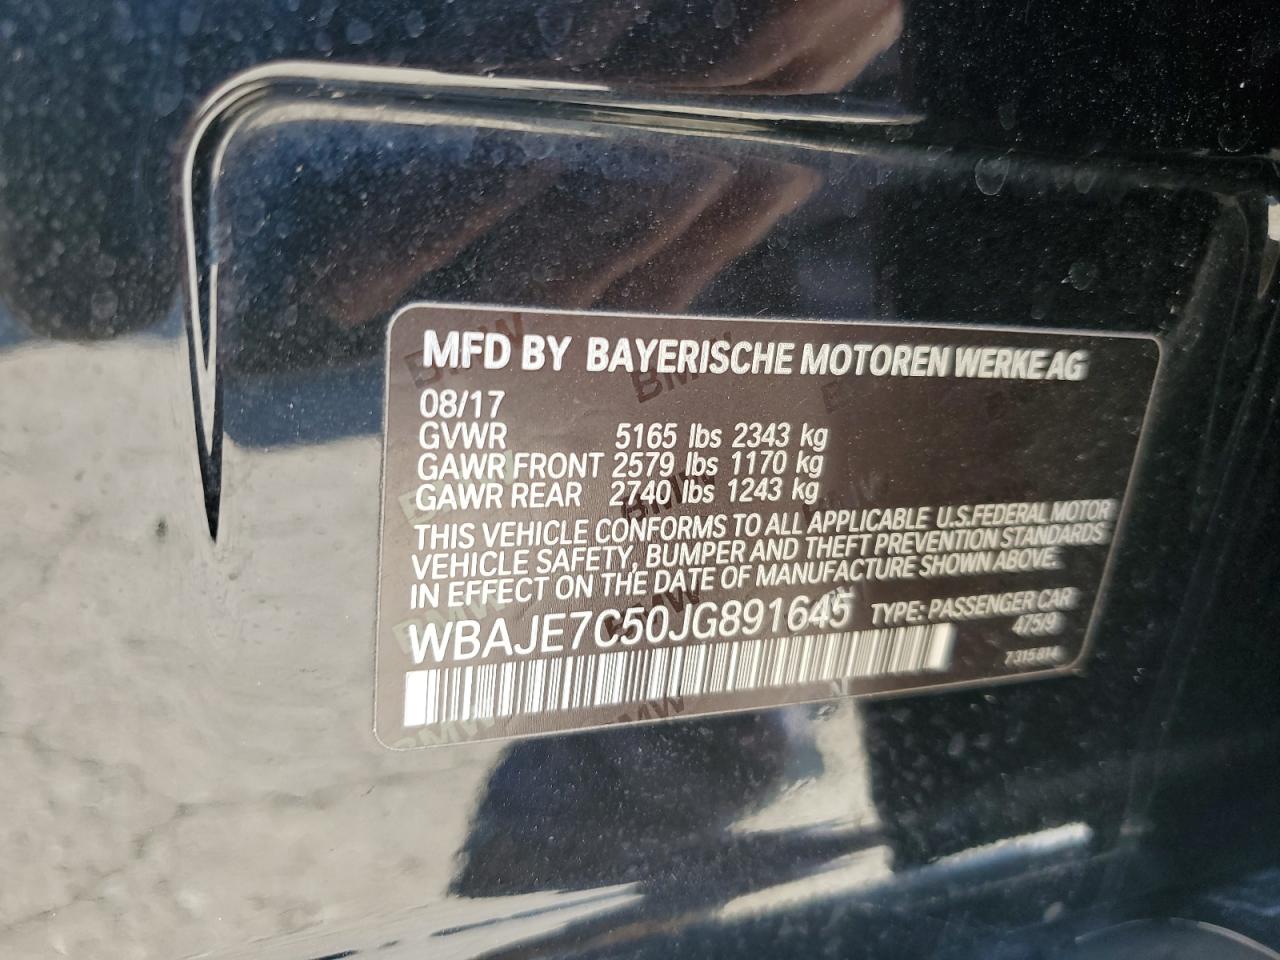 MFD BY BAYERISCHE MOTOREN WERKE AG
08/17
GVWR 5165 lbs 2343 kg
GAWR FRONT 2579 lbs 1170 kg
GAWR REAR 2740 lbs 1243 kg
THIS VEHICLE CONFORMS TO ALL APPLICABLE U.S.FEDERAL MOTOR
VEHICLE SAFETY, BUMPER AND THEFT PREVENTION STANDARDS
IN EFFECT ON THE DATE OF MANUFACTURE SHOWN ABOVE.
WBAJE7C50JG891645 TYPE: PASSENGER CAR
475/9
7315814